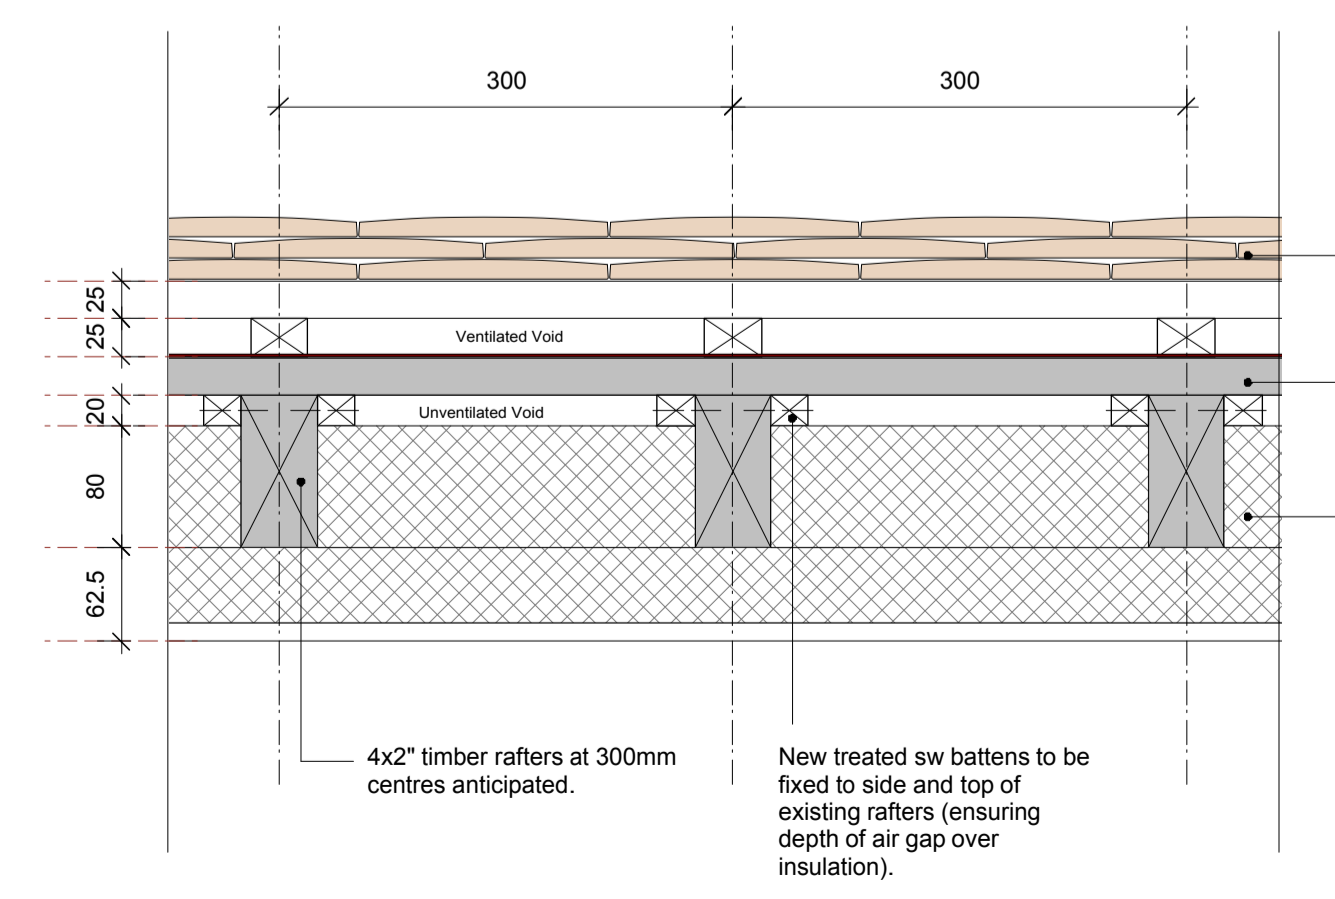 300
300
25
25
Ventilated Void
20
Unventilated Void
80
62.5
4x2" timber rafters at 300mm
centres anticipated.
New treated sw battens to be
fixed to side and top of
existing rafters (ensuring
depth of air gap over
insulation).